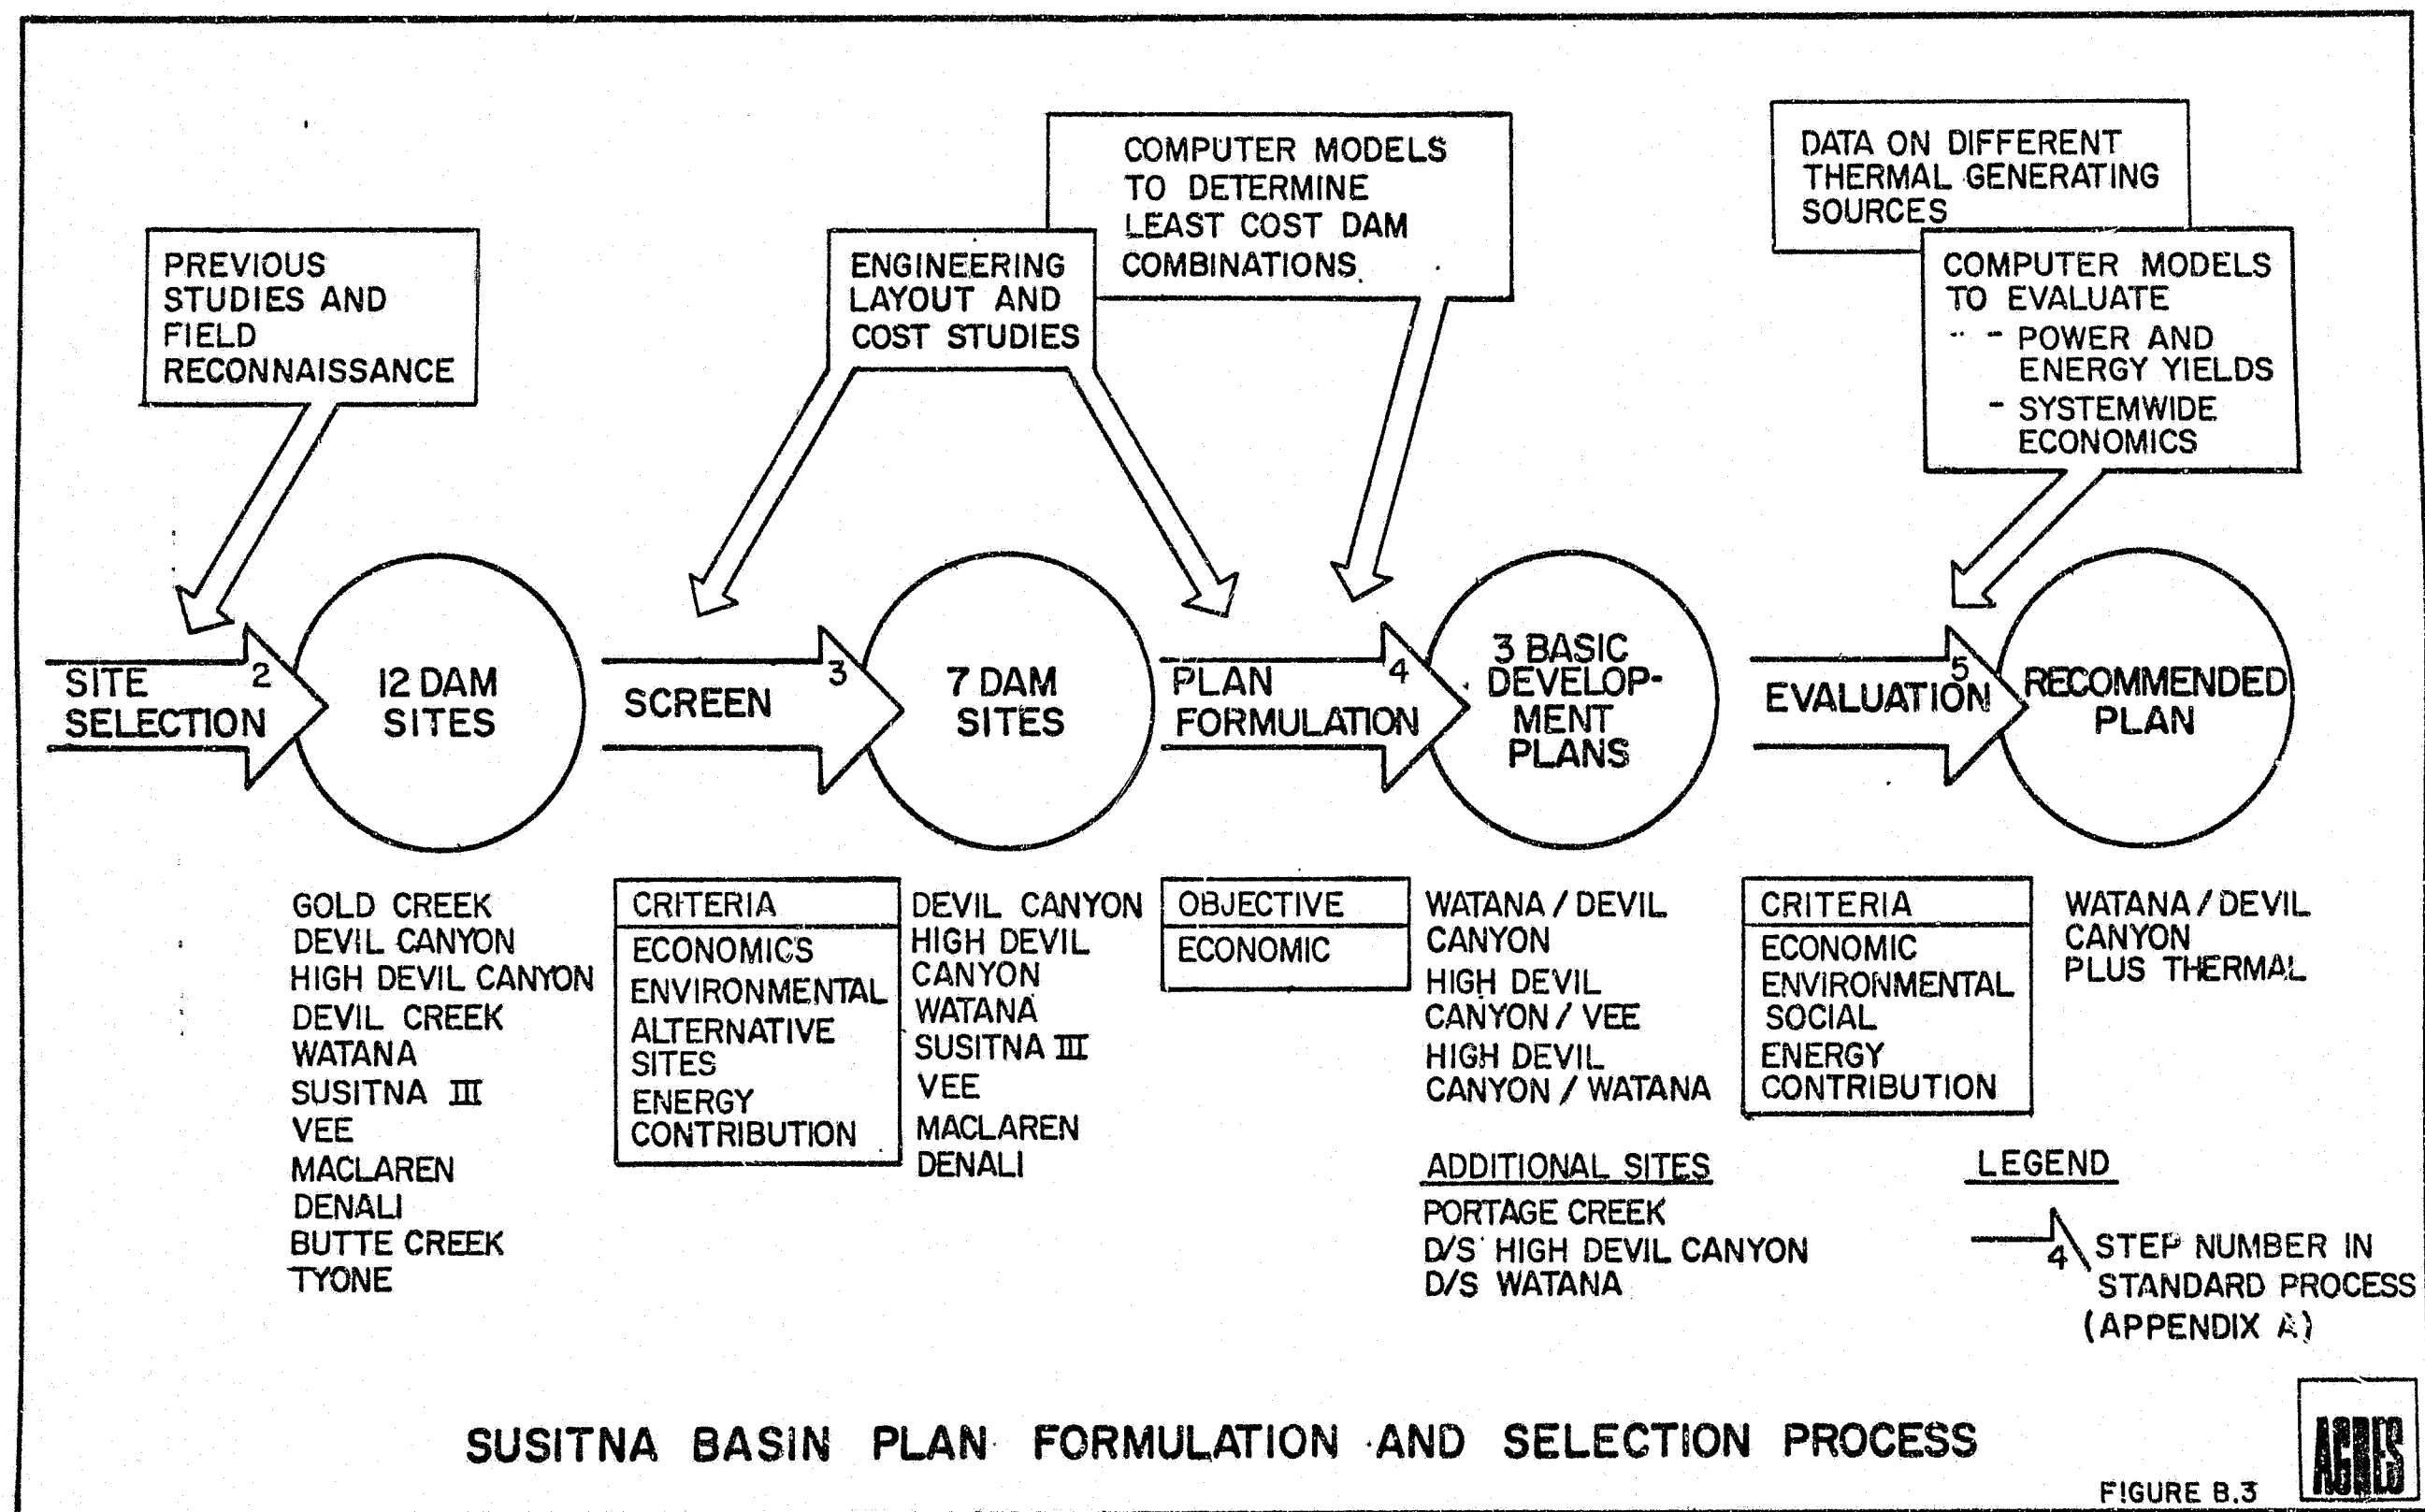 PREVIOUS
STUDIES AND
FIELD
RECONNAISSANCE
ENGINEERING
LAYOUT AND
COST STUDIES
COMPUTER MODELS
TO DETERMINE
LEAST COST DAM
COMBINATIONS
DATA ON DIFFERENT
THERMAL GENERATING
SOURCES
COMPUTER MODELS
TO EVALUATE
- POWER AND
ENERGY YIELDS
- SYSTEMWIDE
ECONOMICS
SITE
SELECTION
2
12 DAM
SITES
SCREEN
3
7 DAM
SITES
PLAN
FORMULATION
4
3 BASIC
DEVELOP-
MENT
PLANS
EVALUATION
5
RECOMMENDED
PLAN
GOLD CREEK
DEVIL CANYON
HIGH DEVIL CANYON
DEVIL CREEK
WATANA
SUSITNA III
VEE
MACLAREN
DENALI
BUTTE CREEK
TYONE
CRITERIA
ECONOMICS
ENVIRONMENTAL
ALTERNATIVE
SITES
ENERGY
CONTRIBUTION
DEVIL CANYON
HIGH DEVIL
CANYON
WATANA
SUSITNA III
VEE
MACLAREN
DENALI
OBJECTIVE
ECONOMIC
WATANA / DEVIL
CANYON
HIGH DEVIL
CANYON / VEE
HIGH DEVIL
CANYON / WATANA
ADDITIONAL SITES
PORTAGE CREEK
D/S HIGH DEVIL CANYON
D/S WATANA
CRITERIA
ECONOMIC
ENVIRONMENTAL
SOCIAL
ENERGY
CONTRIBUTION
WATANA / DEVIL
CANYON
PLUS THERMAL
LEGEND
4
STEP NUMBER IN
STANDARD PROCESS
(APPENDIX A)
SUSITNA BASIN PLAN FORMULATION AND SELECTION PROCESS
FIGURE B.3
ACRES